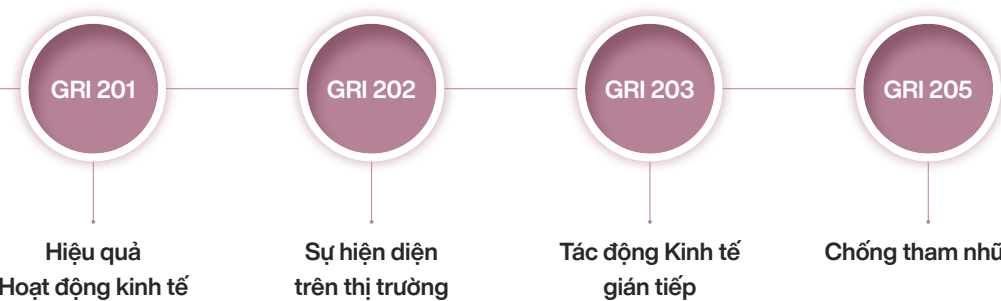 GRI 201
GRI 202
GRI 203
GRI 205
Hiệu quả
Hoạt động kinh tế
Sự hiện diện
trên thị trường
Tác động Kinh tế
gián tiếp
Chống tham